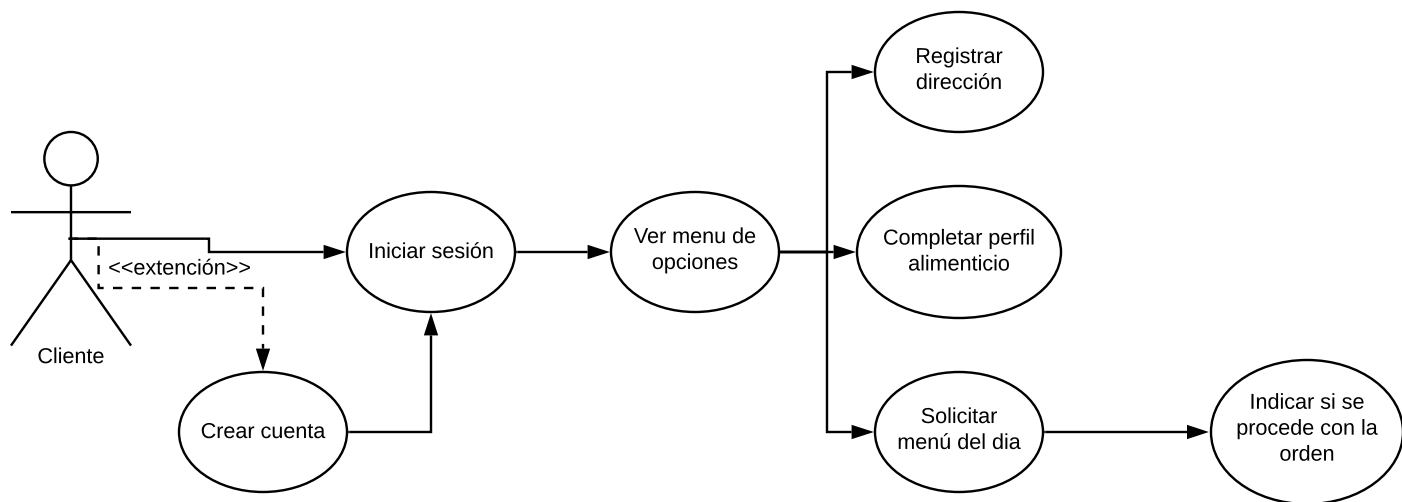 Registrar
dirección
<<extención>>
Cliente
Iniciar sesión
Crear cuenta
Ver menu de
opciones
Completar perfil
alimenticio
Solicitar
menú del dia
Indicar si se
procede con la
orden